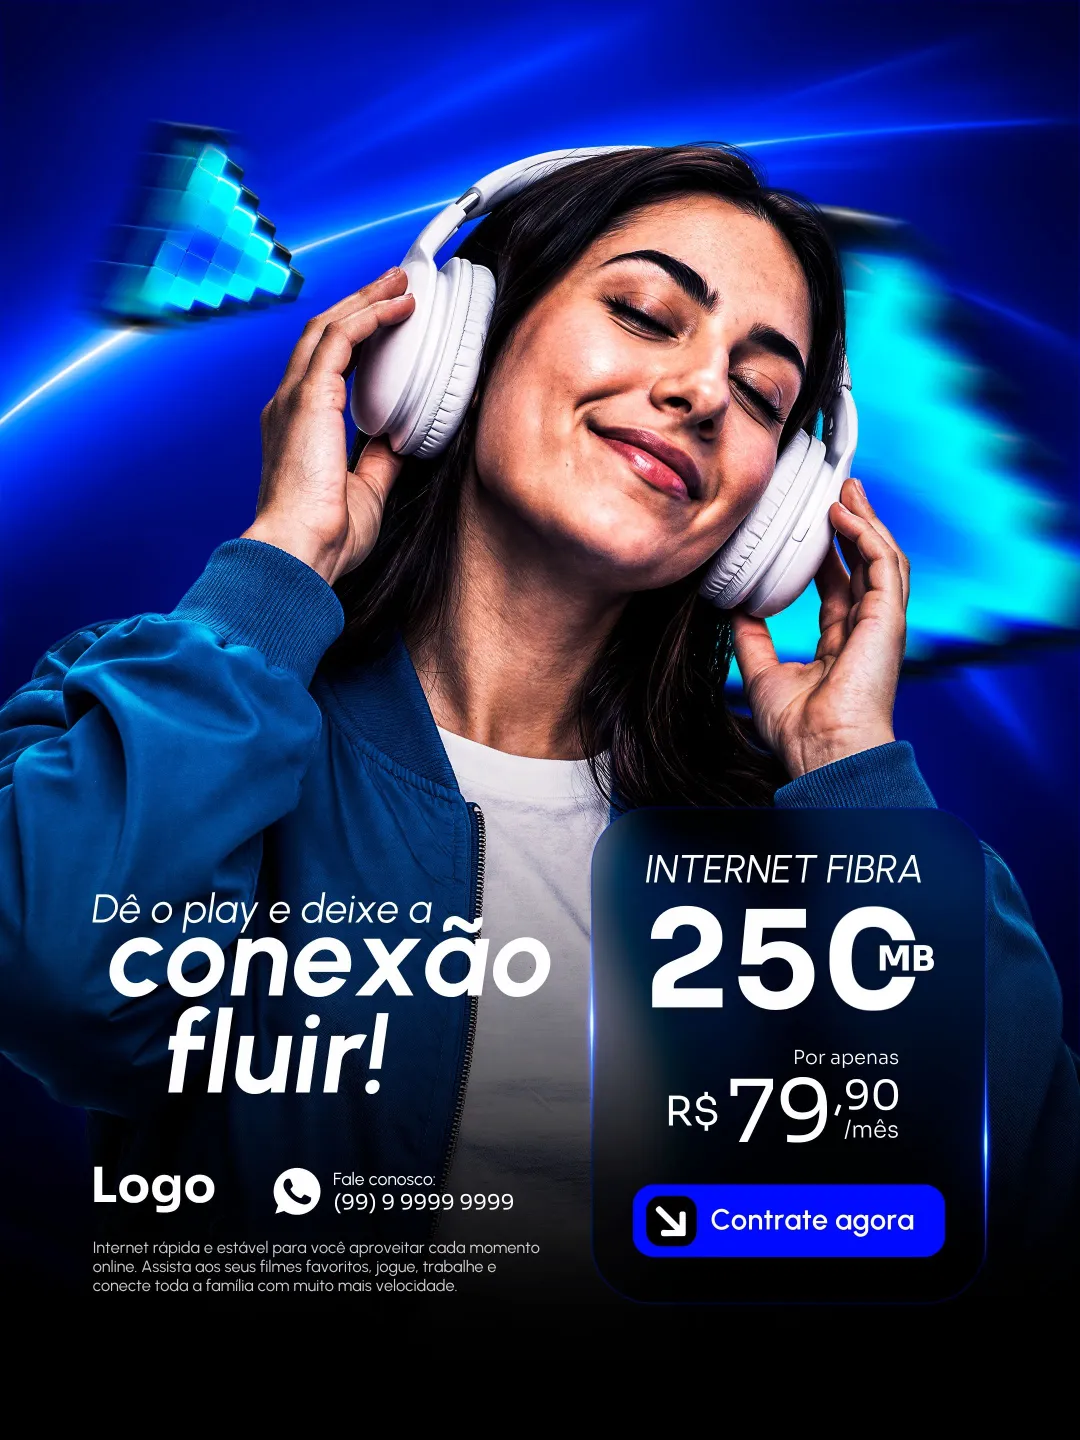 Dê o play e deixe a
conexão
fluir!
Logo
Fale conosco:
(99) 9 9999 9999
Internet rápida e estável para você aproveitar cada momento
online. Assista aos seus filmes favoritos, jogue, trabalhe e
conecte toda a família com muito mais velocidade.
INTERNET FIBRA
250 MB
Por apenas
R$ 79,90
/mês
Contrate agora